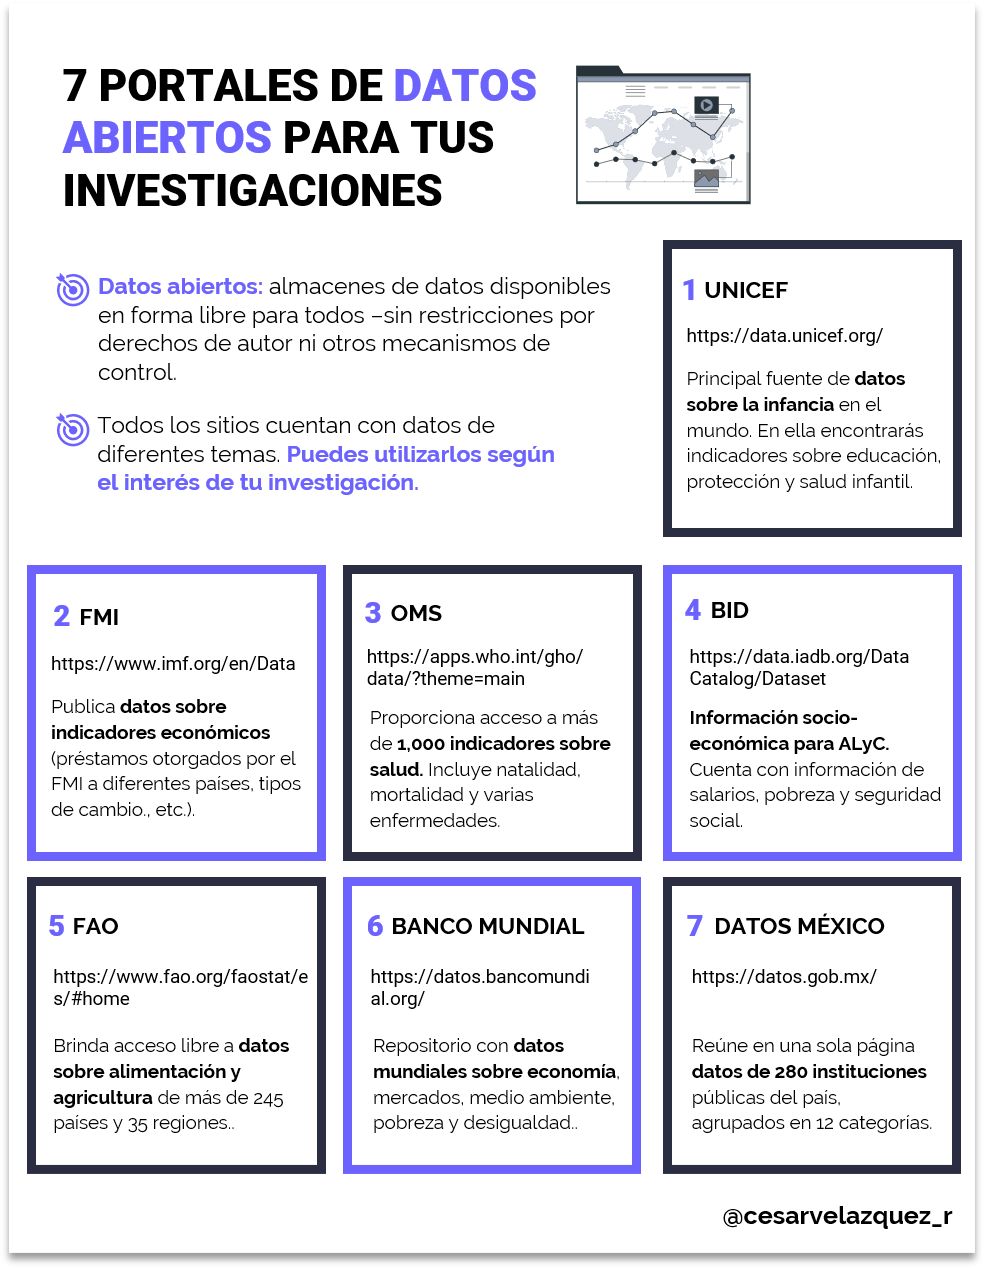 7 PORTALES DE DATOS
ABIERTOS PARA TUS
INVESTIGACIONES
Datos abiertos: almacenes de datos disponibles
en forma libre para todos –sin restricciones por
derechos de autor ni otros mecanismos de
control.
Todos los sitios cuentan con datos de
diferentes temas. Puedes utilizarlos según
el interés de tu investigación.
1 UNICEF
https://data.unicef.org/
Principal fuente de datos
sobre la infancia en el
mundo. En ella encontrarás
indicadores sobre educación,
protección y salud infantil.
2 FMI
https://www.imf.org/en/Data
Publica datos sobre
indicadores económicos
(préstamos otorgados por el
FMI a diferentes países, tipos
de cambio., etc.).
3 OMS
https://apps.who.int/gho/
data/?theme=main
Proporciona acceso a más
de 1,000 indicadores sobre
salud. Incluye natalidad,
mortalidad y varias
enfermedades.
4 BID
https://data.iadb.org/Data
Catalog/Dataset
Información socio-
económica para ALyC.
Cuenta con información de
salarios, pobreza y seguridad
social.
5 FAO
https://www.fao.org/faostat/e
s/#home
Brinda acceso libre a datos
sobre alimentación y
agricultura de más de 245
países y 35 regiones..
6 BANCO MUNDIAL
https://datos.bancomundi
al.org/
Repositorio con datos
mundiales sobre economía,
mercados, medio ambiente,
pobreza y desigualdad..
7 DATOS MÉXICO
https://datos.gob.mx/
Reúne en una sola página
datos de 280 instituciones
públicas del país,
agrupados en 12 categorías.
@cesarvelazquez_r